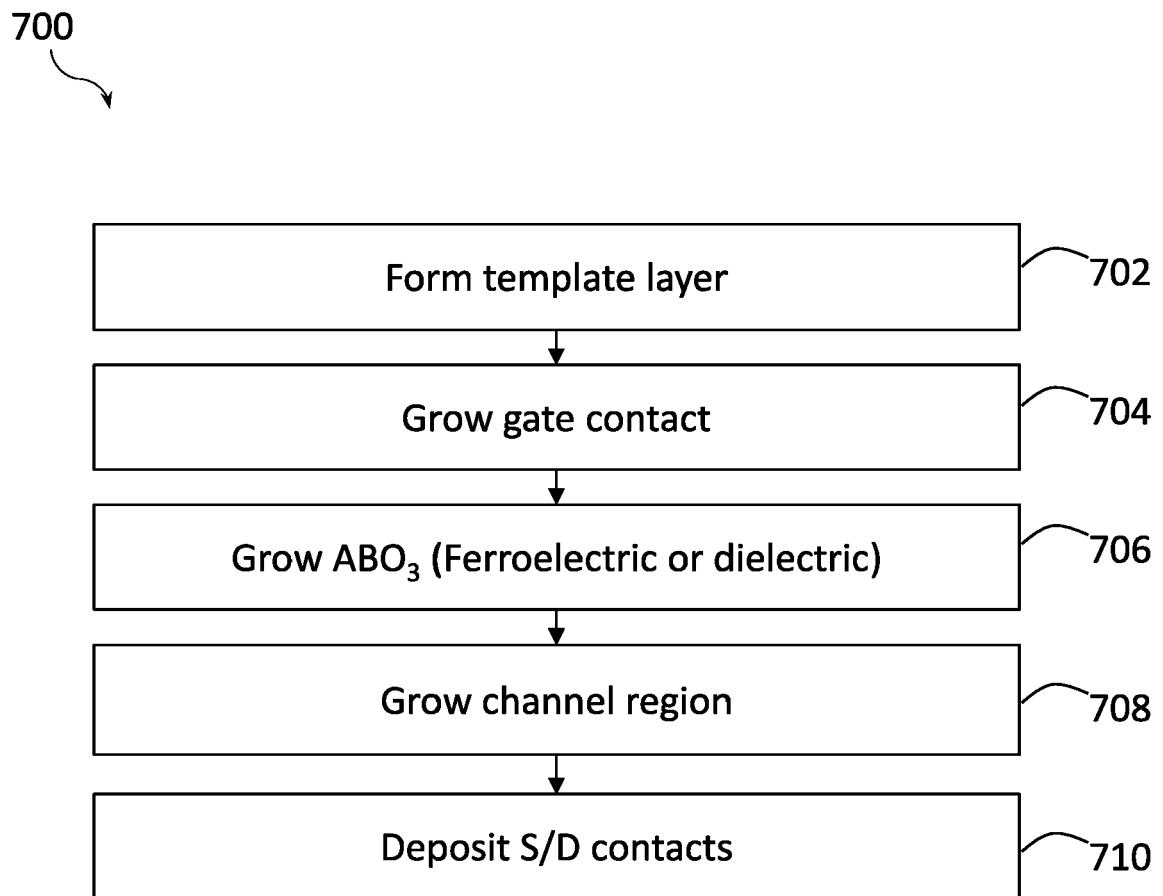 700
Form template layer
702
Grow gate contact
704
Grow ABO₃ (Ferroelectric or dielectric)
706
Grow channel region
708
Deposit S/D contacts
710